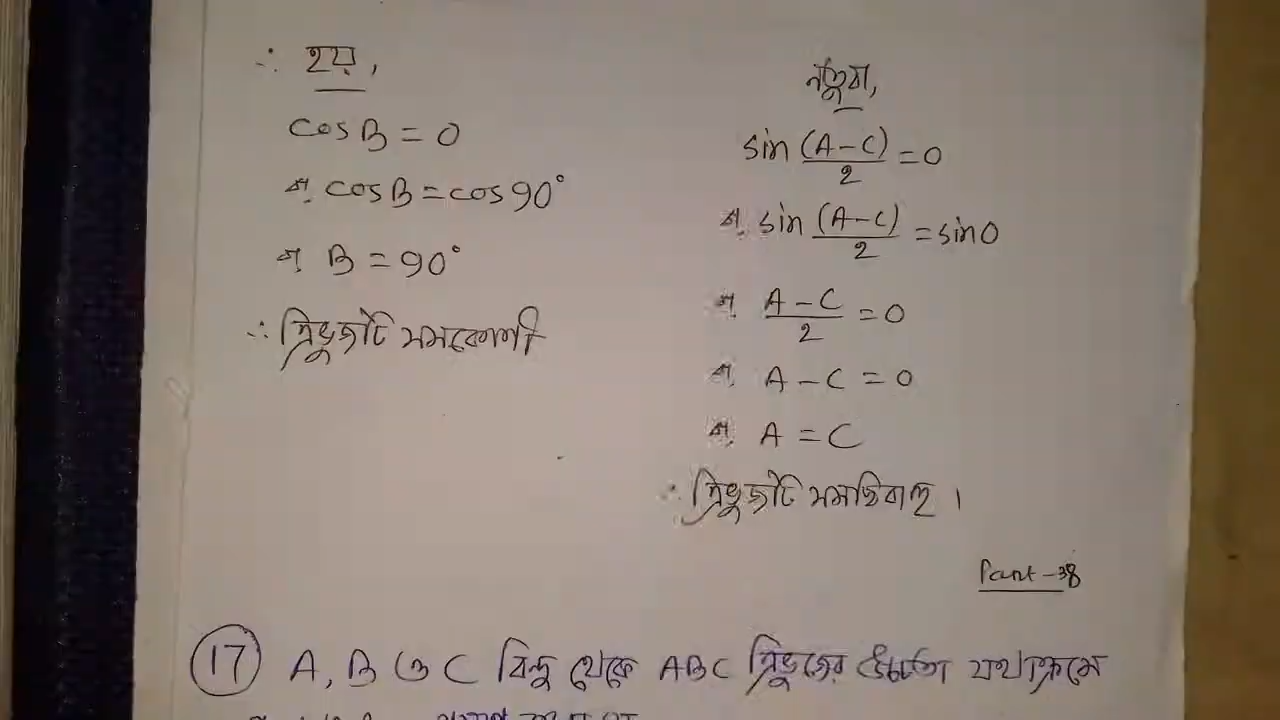 ∴ হয়,
cos B = 0
বা, cos B = cos 90°
বা, B = 90°
∴ ত্রিভুজটি সমকোণী
নতুবা,
sin (A - C)/2 = 0
বা, sin (A - C)/2 = sin 0
বা, (A - C)/2 = 0
বা, A - C = 0
বা, A = C
∴ ত্রিভুজটি সমদ্বিবাহু ।
Part - 38
17 A, B ও C বিন্দু থেকে ABC ত্রিভুজের উচ্চতা যথাক্রমে